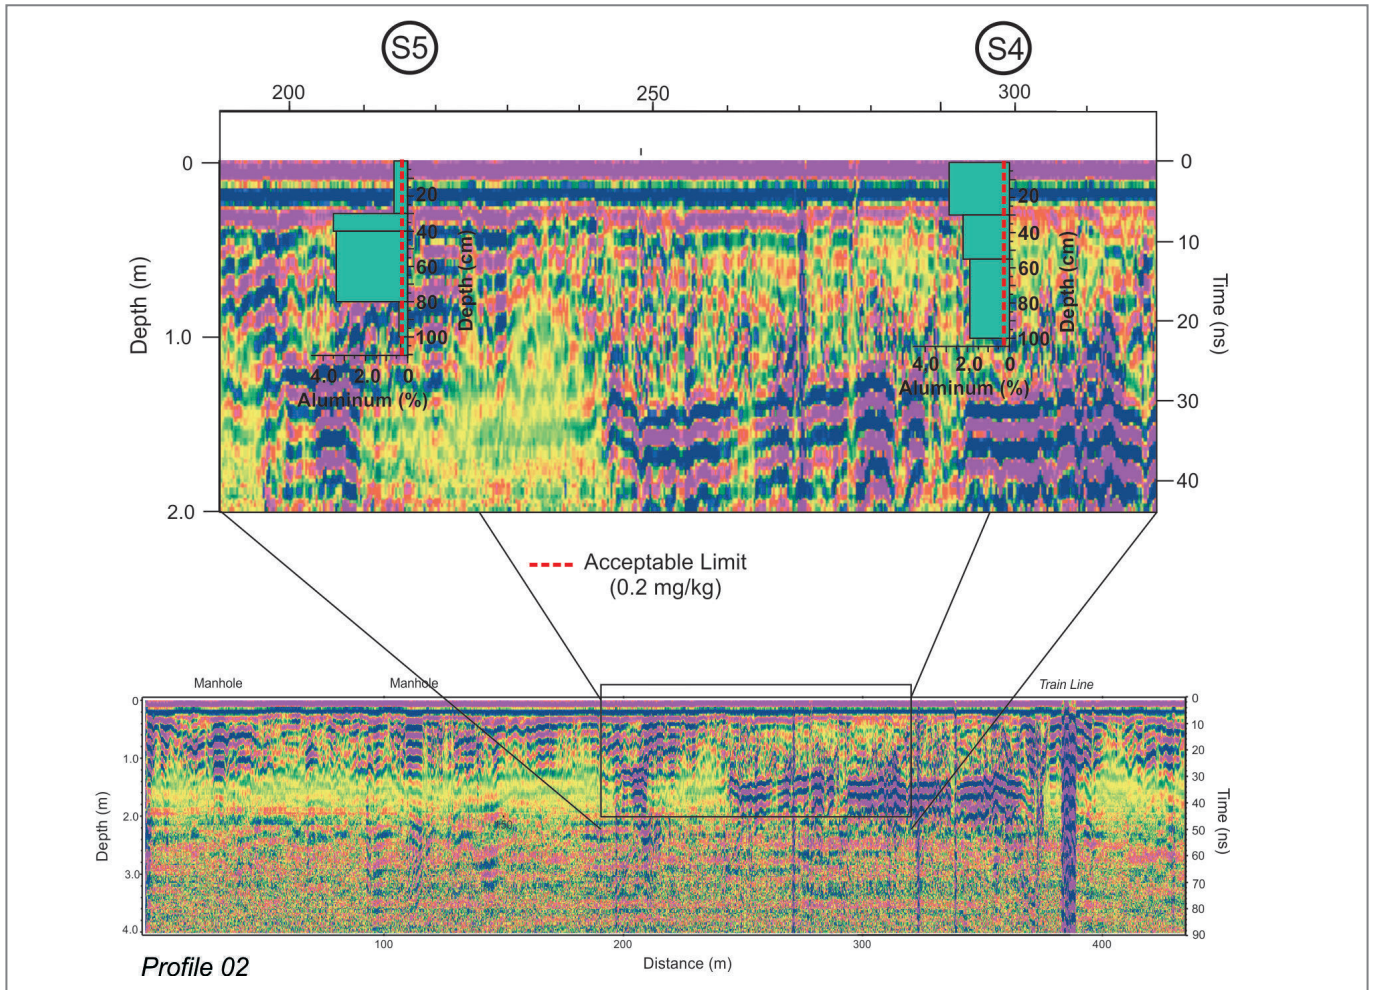 S5
S4
200
250
300
0
0
20
20
40
40
10
60
60
80
80
20
1.0
100
100
4.0 2.0 0
4.0 2.0 0
Aluminum (%)
Aluminum (%)
30
40
2.0
Depth (m)
Depth (cm)
Depth (cm)
Time (ns)
Acceptable Limit
(0.2 mg/kg)
Manhole
Manhole
Train Line
0
0
10
20
1.0
30
40
2.0
50
60
3.0
70
80
4.0
90
Depth (m)
Time (ns)
100
200
300
400
Distance (m)
Profile 02